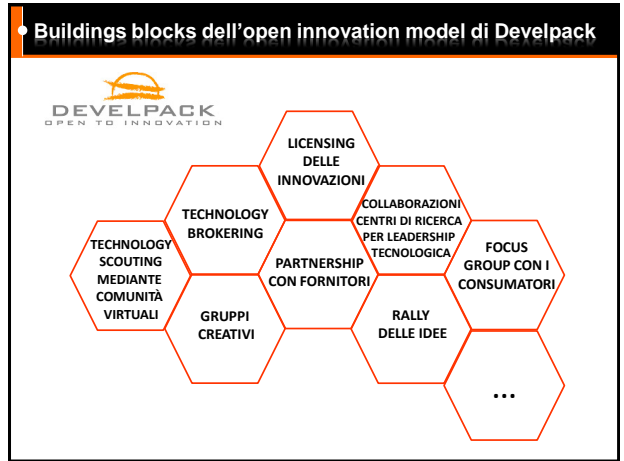 Buildings blocks dell'open innovation model di Develpack
DEVELPACK
OPEN TO INNOVATION
LICENSING
DELLE
INNOVAZIONI
TECHNOLOGY
BROKERING
COLLABORAZIONI
CENTRI DI RICERCA
PER LEADERSHIP
TECNOLOGICA
TECHNOLOGY
SCOUTING
MEDIANTE
COMUNITÀ
VIRTUALI
PARTNERSHIP
CON FORNITORI
FOCUS
GROUP CON I
CONSUMATORI
GRUPPI
CREATIVI
RALLY
DELLE IDEE
...